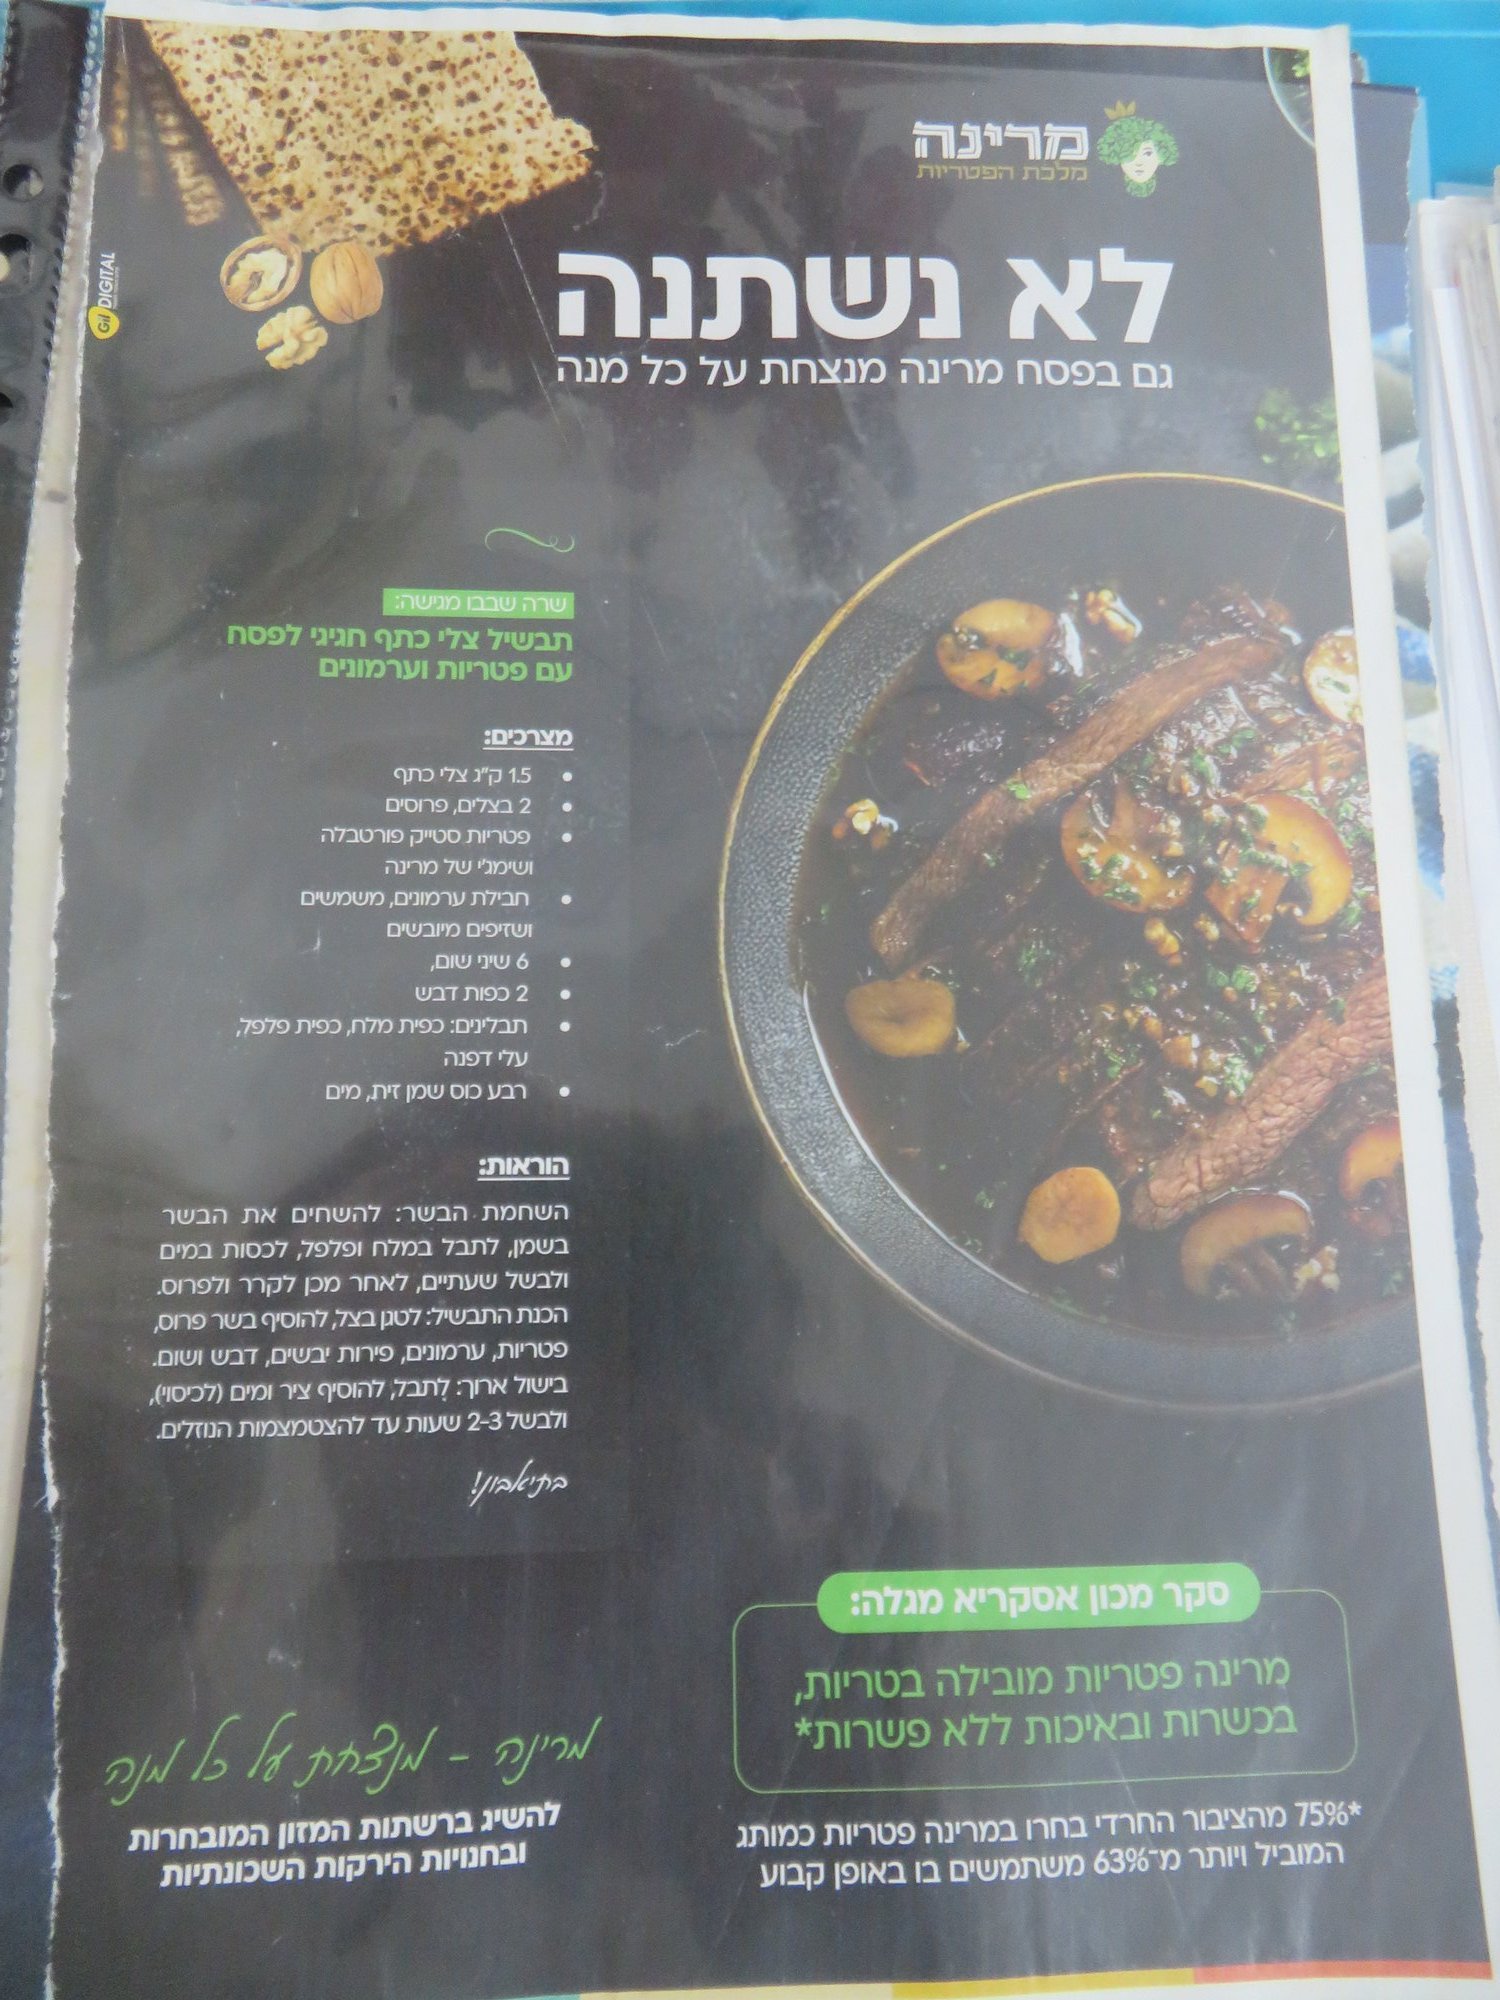 מרינה
מלכת הפטריות
לא נשתנה
גם בפסח מרינה מנצחת על כל מנה
Gil DIGITAL
שרה שבבו מגישה:
תבשיל צלי כתף חגיגי לפסח
עם פטריות וערמונים
מצרכים:
• 1.5 ק"ג צלי כתף
• 2 בצלים, פרוסים
• פטריות סטייק פורטבלה
ושימג'י של מרינה
• חבילת ערמונים, משמשים
ושזיפים מיובשים
• 6 שיני שום,
• 2 כפות דבש
• תבלינים: כפית מלח, כפית פלפל,
עלי דפנה
• רבע כוס שמן זית, מים
הוראות:
השחמת הבשר: להשחים את הבשר
בשמן, לתבל במלח ופלפל, לכסות במים
ולבשל שעתיים, לאחר מכן לקרר ולפרוס.
הכנת התבשיל: לטגן בצל, להוסיף בשר פרוס,
פטריות, ערמונים, פירות יבשים, דבש ושום.
בישול ארוך: לתבל, להוסיף ציר ומים (לכיסוי),
ולבשל 2-3 שעות עד להצטמצמות הנוזלים.
בתיאבון!
סקר מכון אסקריא מגלה:
מרינה פטריות מובילה בטריות,
בכשרות ובאיכות ללא פשרות*
*75% מהציבור החרדי בחרו במרינה פטריות כמותג
המוביל ויותר מ־63% משתמשים בו באופן קבוע
מרינה - מנצחת על כל מנה
להשיג ברשתות המזון המובחרות
ובחנויות הירקות השכונתיות